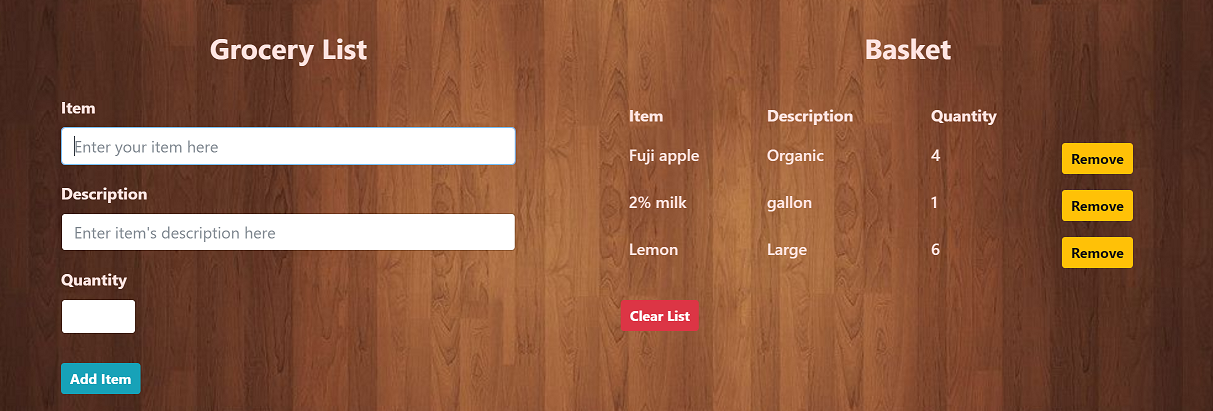 Grocery List
Item
Enter your item here
Description
Enter item's description here
Quantity
Add Item
Basket
Item Description Quantity
Fuji apple Organic 4 Remove
2% milk gallon 1 Remove
Lemon Large 6 Remove
Clear List